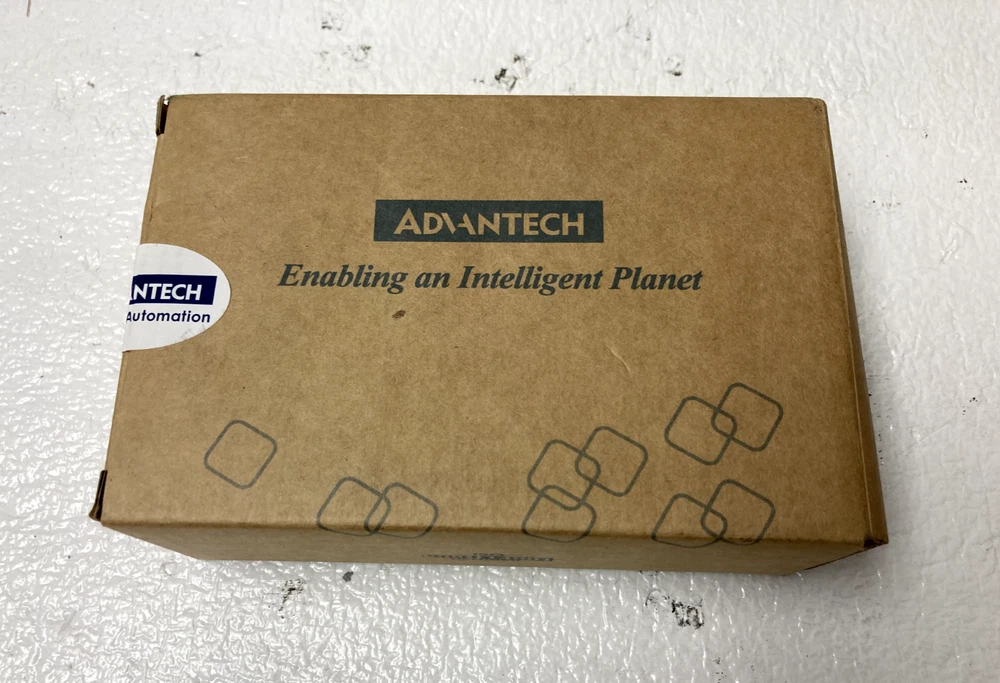 ADVANTECH
Enabling an Intelligent Planet
NTECH
Automation